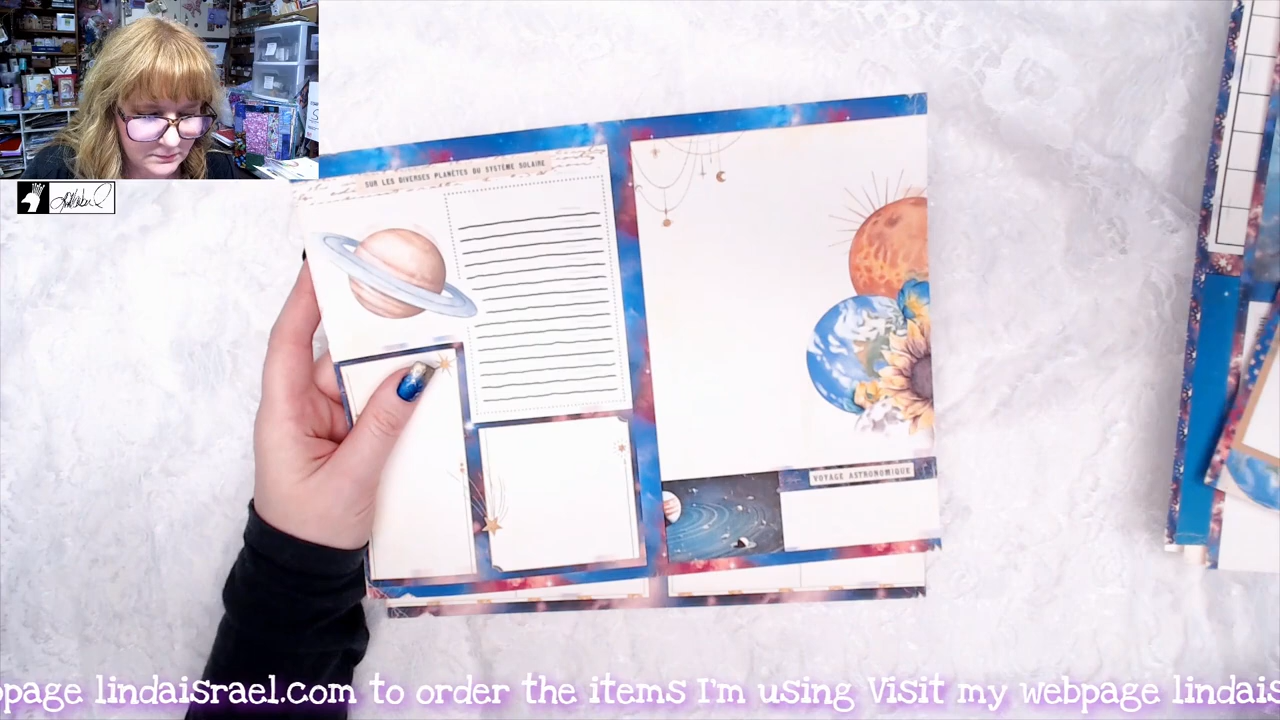 SUR LES DIVERSES PLANÈTES DU SYSTÈME SOLAIRE
VOYAGE ASTRONOMIQUE
page lindaisrael.com to order the items I'm using Visit my webpage lindais